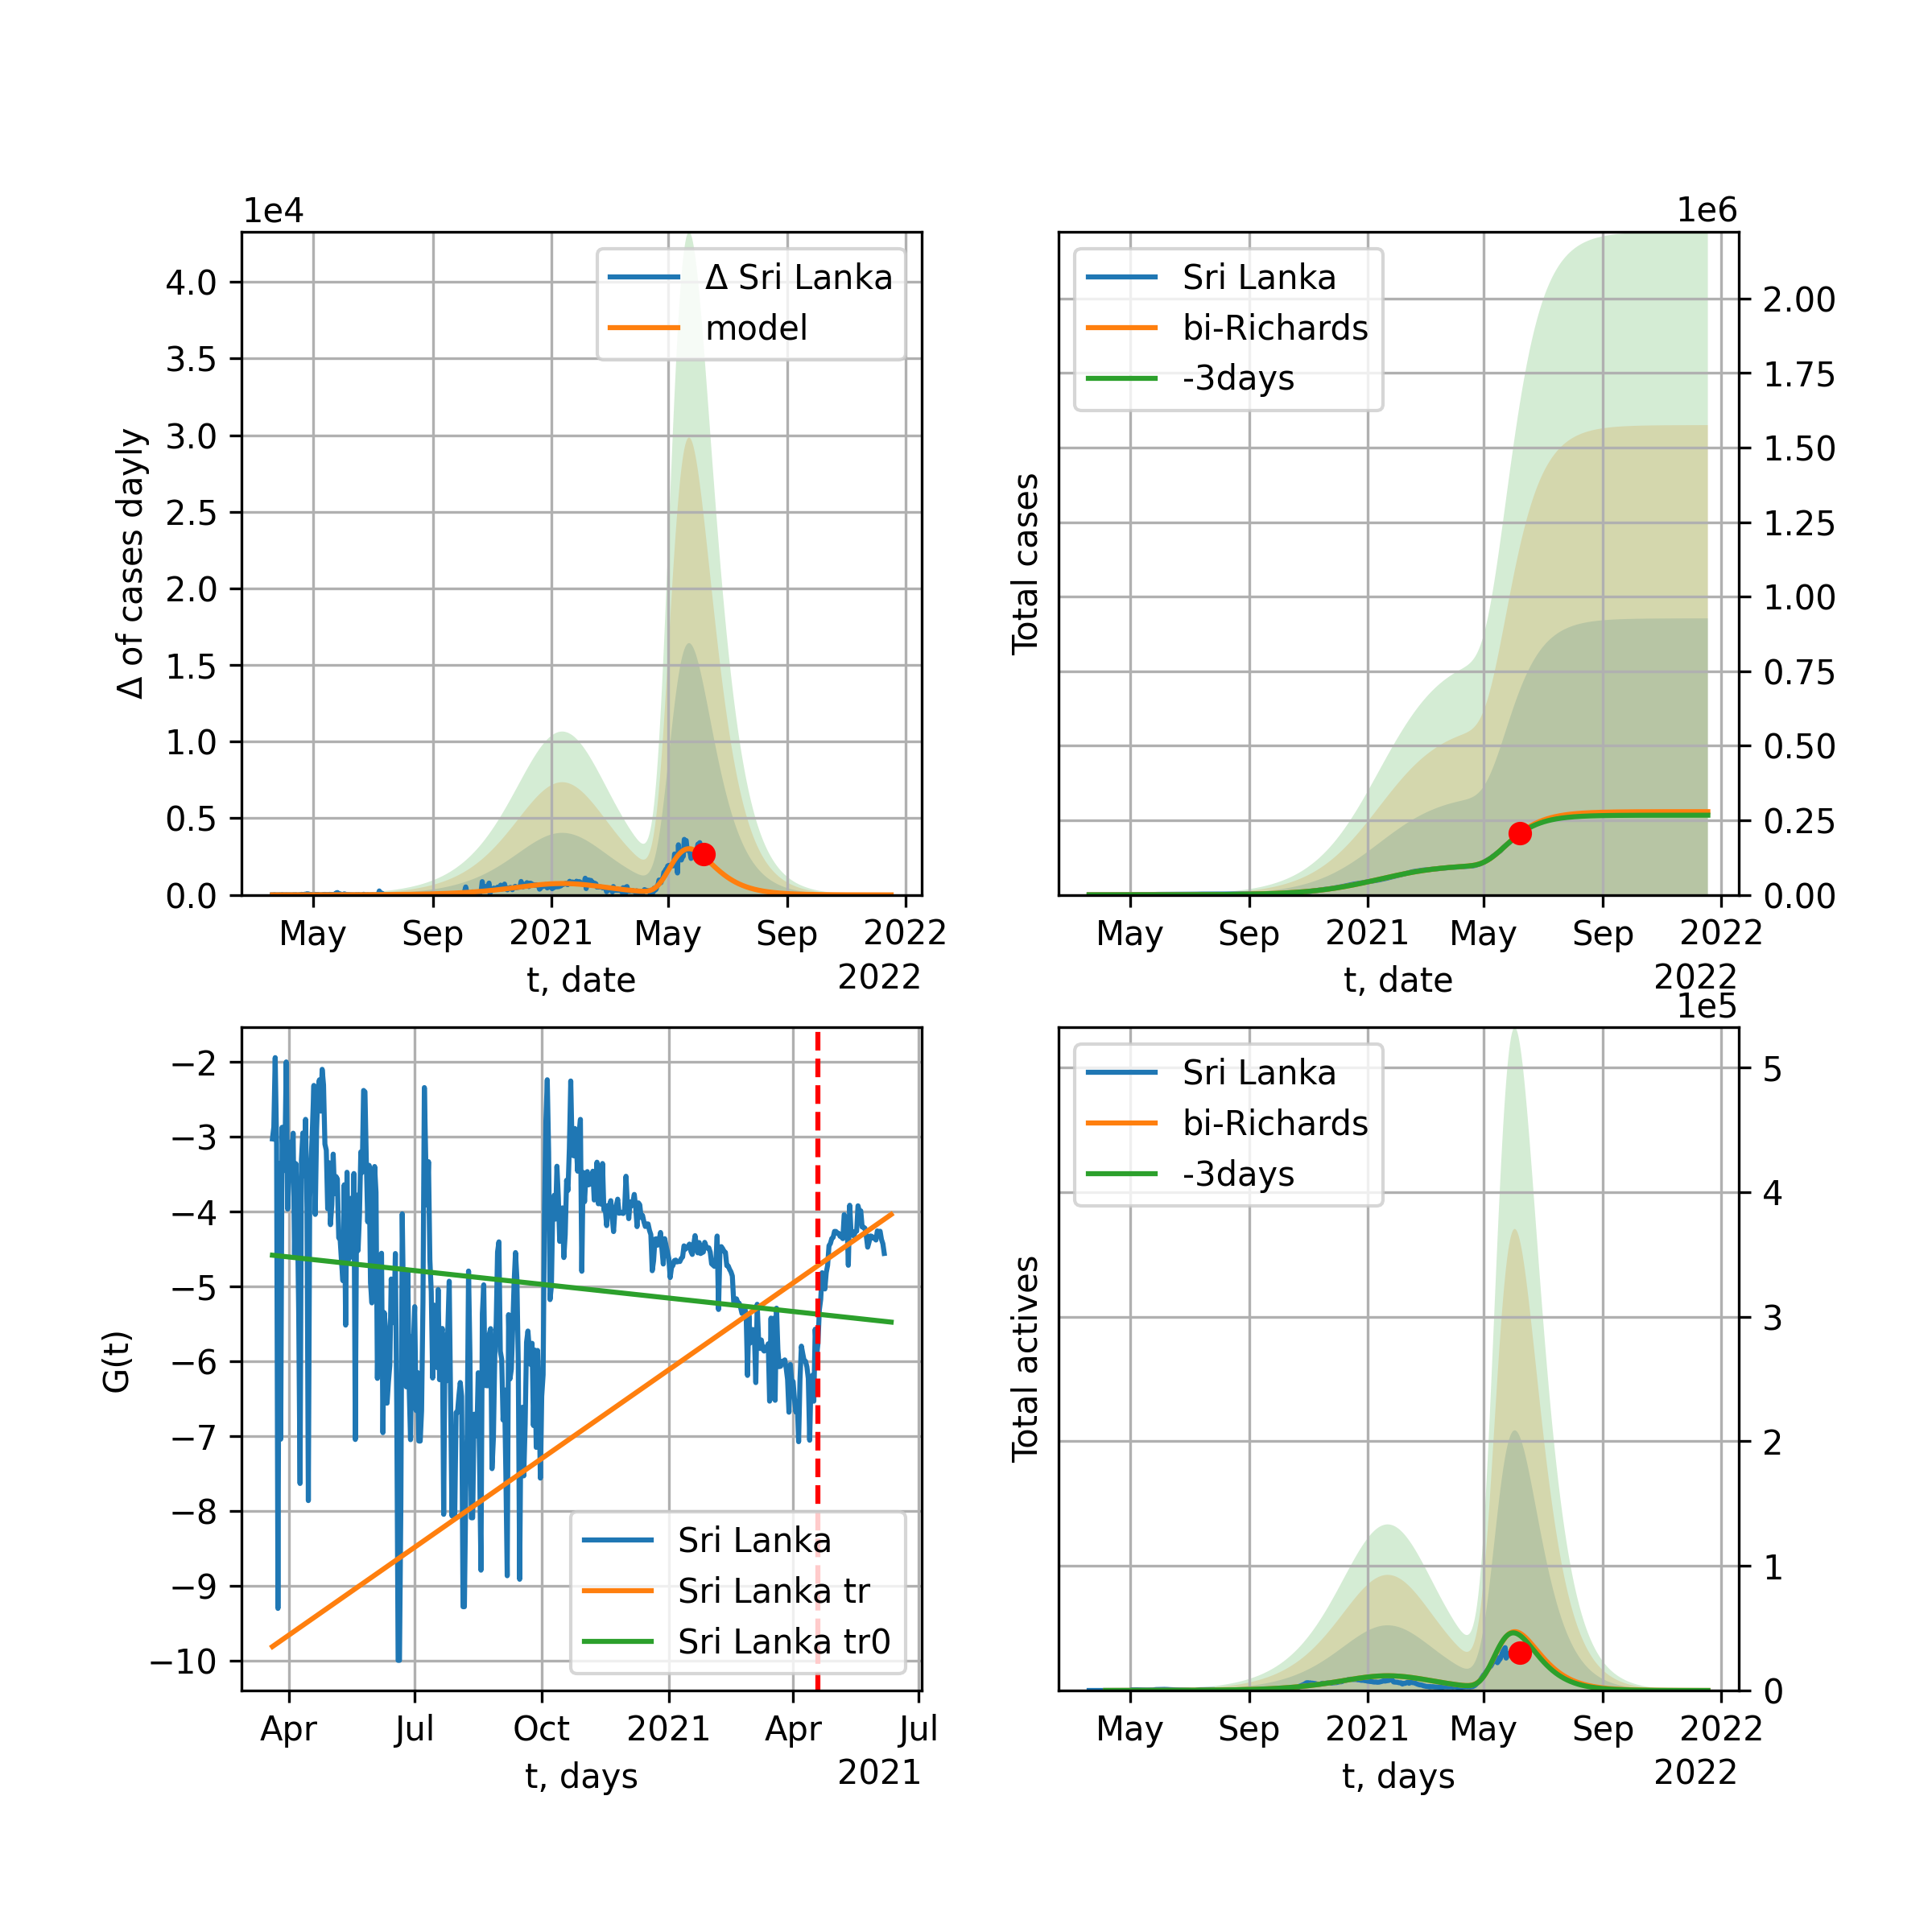 1e4
Δ of cases dayly
4.0
3.5
3.0
2.5
2.0
1.5
1.0
0.5
0.0
Δ Sri Lanka
model
May Sep 2021 May Sep 2022
t, date 2022
1e6
Total cases
Sri Lanka
bi-Richards
-3days
2.00
1.75
1.50
1.25
1.00
0.75
0.50
0.25
0.00
May Sep 2021 May Sep 2022
t, date 2022
G(t)
−2
−3
−4
−5
−6
−7
−8
−9
−10
Sri Lanka
Sri Lanka tr
Sri Lanka tr0
Apr Jul Oct 2021 Apr Jul
t, days 2021
1e5
Total actives
Sri Lanka
bi-Richards
-3days
5
4
3
2
1
0
May Sep 2021 May Sep 2022
t, days 2022